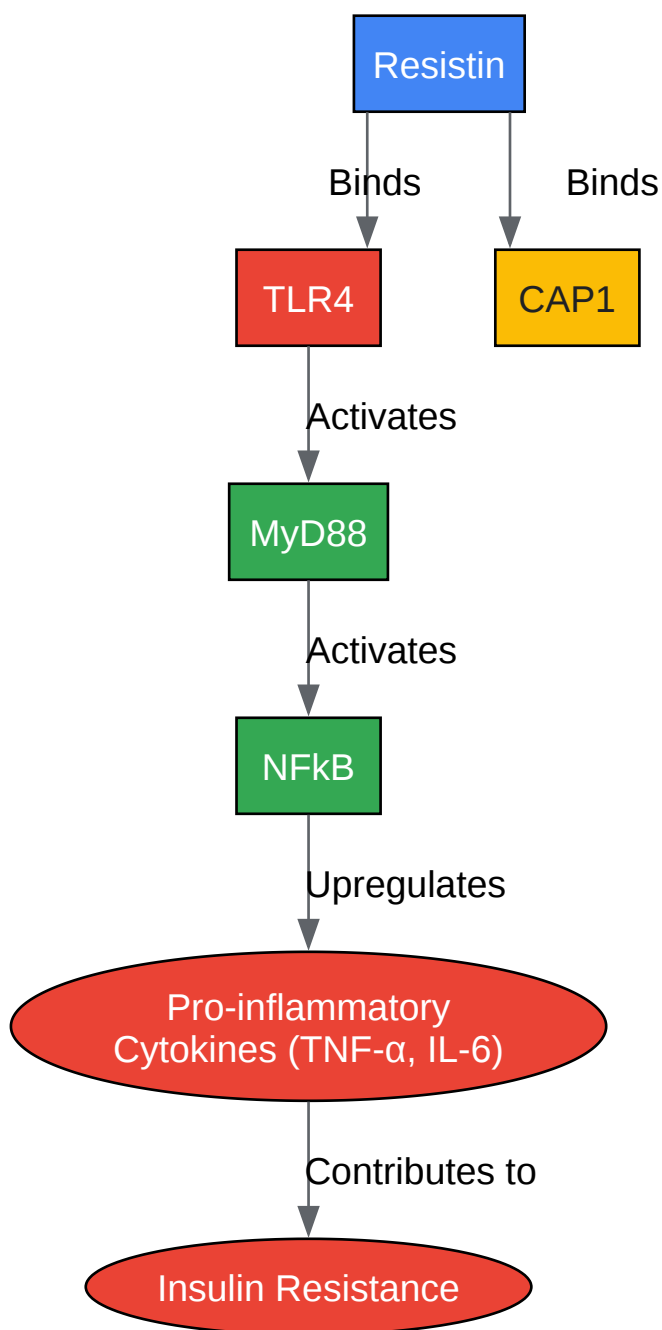 Resistin
Binds
Binds
TLR4
CAP1
Activates
MyD88
Activates
NFkB
Upregulates
Pro-inflammatory
Cytokines (TNF-α, IL-6)
Contributes to
Insulin Resistance